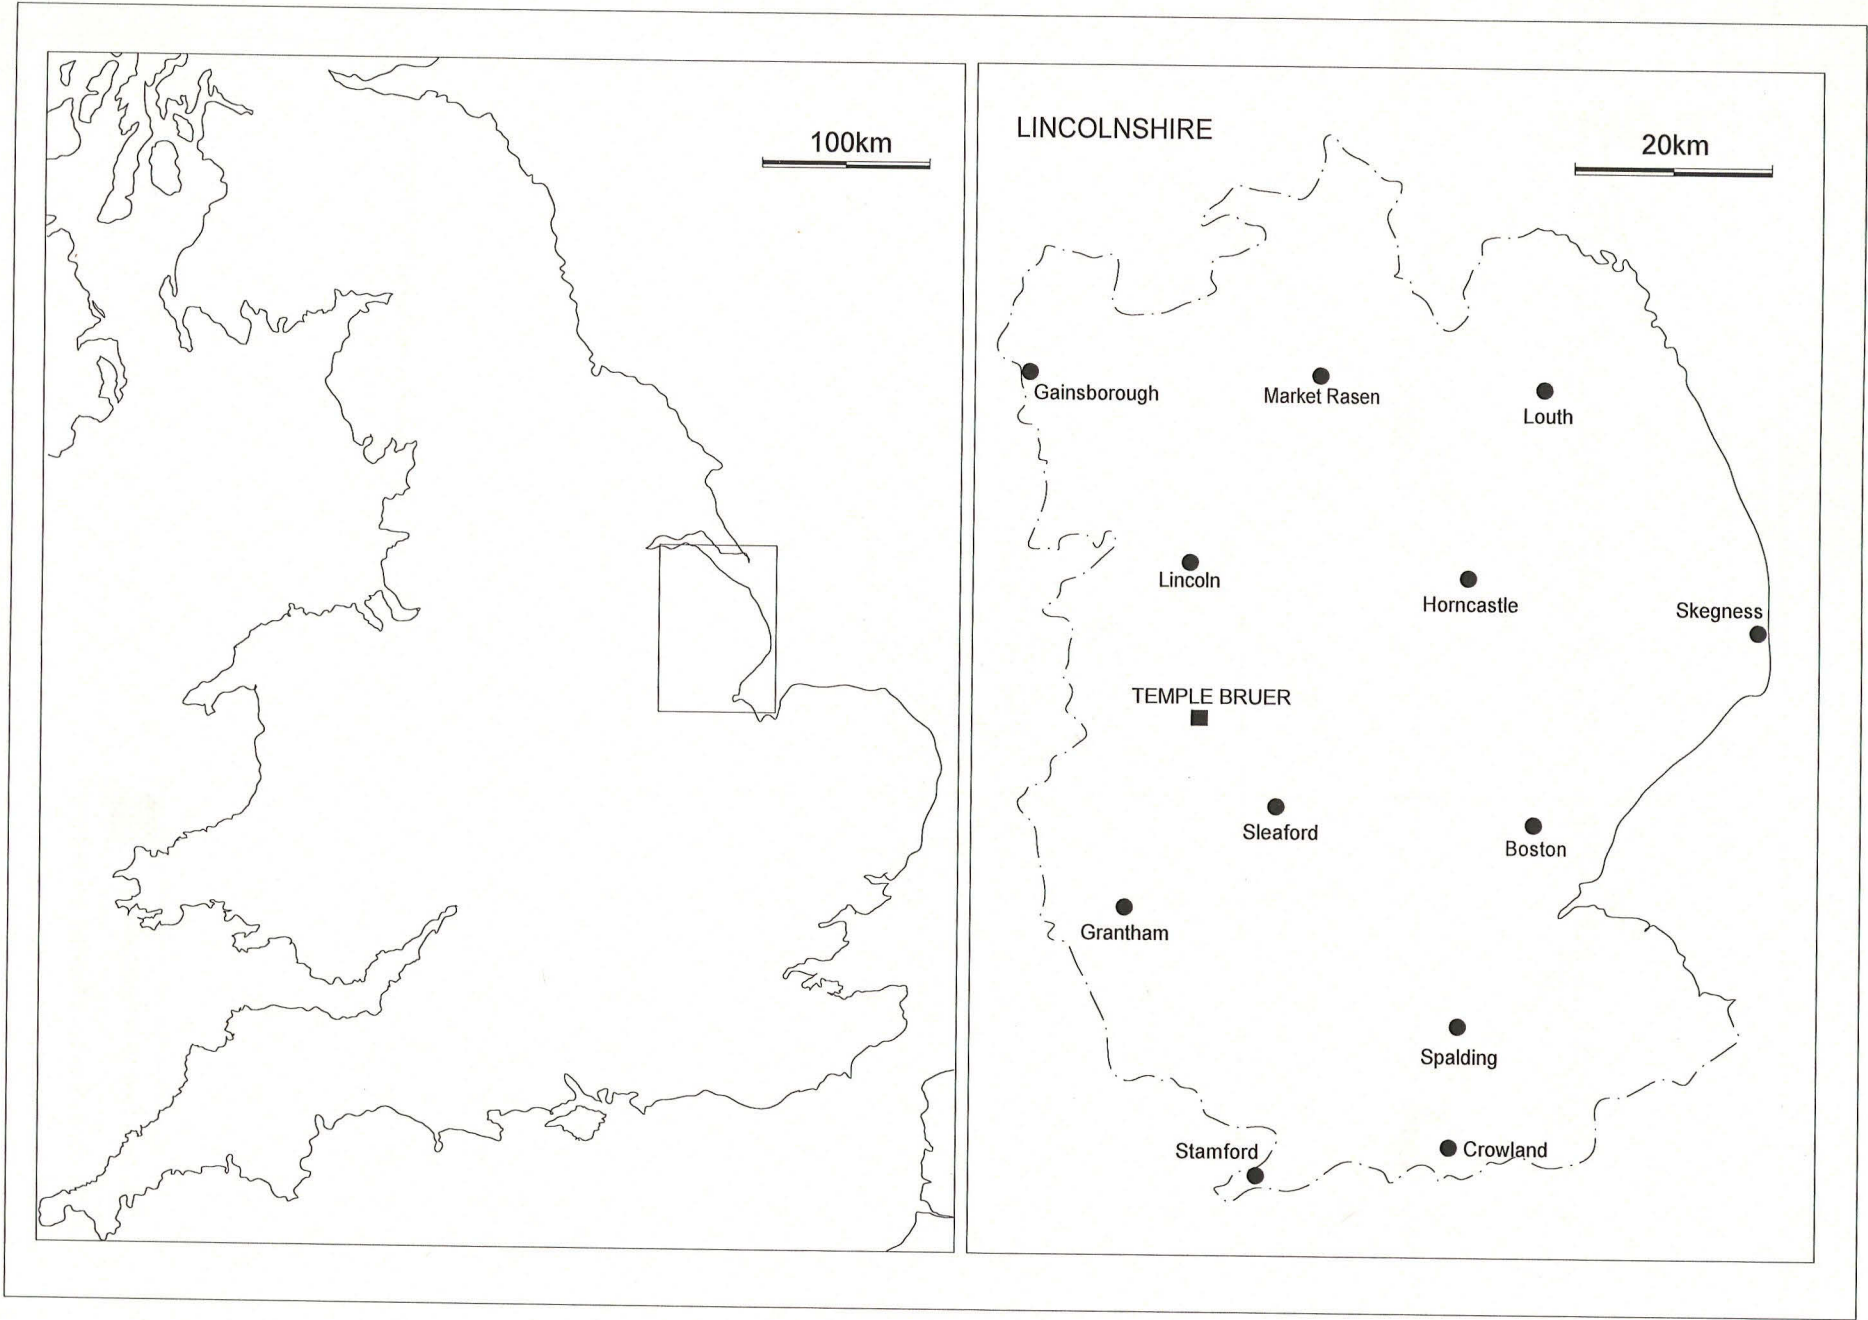 100km
LINCOLNSHIRE
20km
Gainsborough
Market Rasen
Louth
Lincoln
Horncastle
Skegness
TEMPLE BRUER
Sleaford
Boston
Grantham
Spalding
Stamford
Crowland